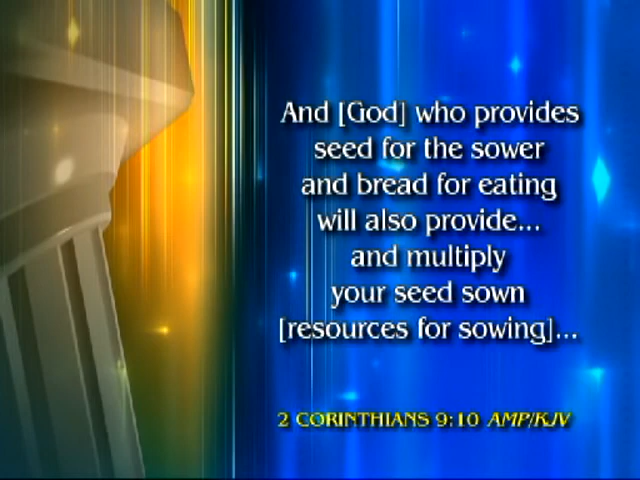 And [God] who provides
seed for the sower
and bread for eating
will also provide...
and multiply
your seed sown
[resources for sowing]...
2 CORINTHIANS 9:10 AMP/KJV